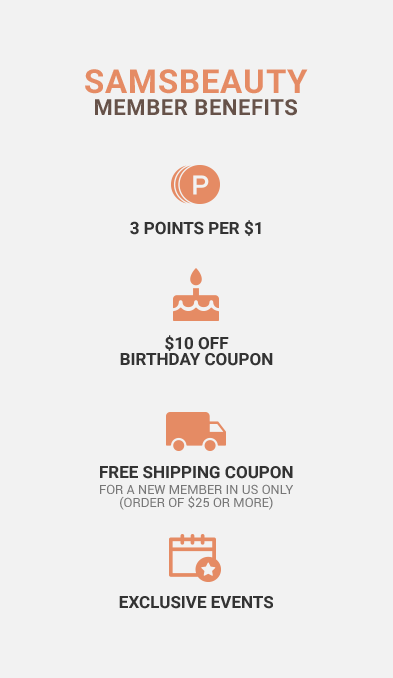 SAMSBEAUTY
MEMBER BENEFITS
P
3 POINTS PER $1
$10 OFF
BIRTHDAY COUPON
FREE SHIPPING COUPON
FOR A NEW MEMBER IN US ONLY
(ORDER OF $25 OR MORE)
EXCLUSIVE EVENTS